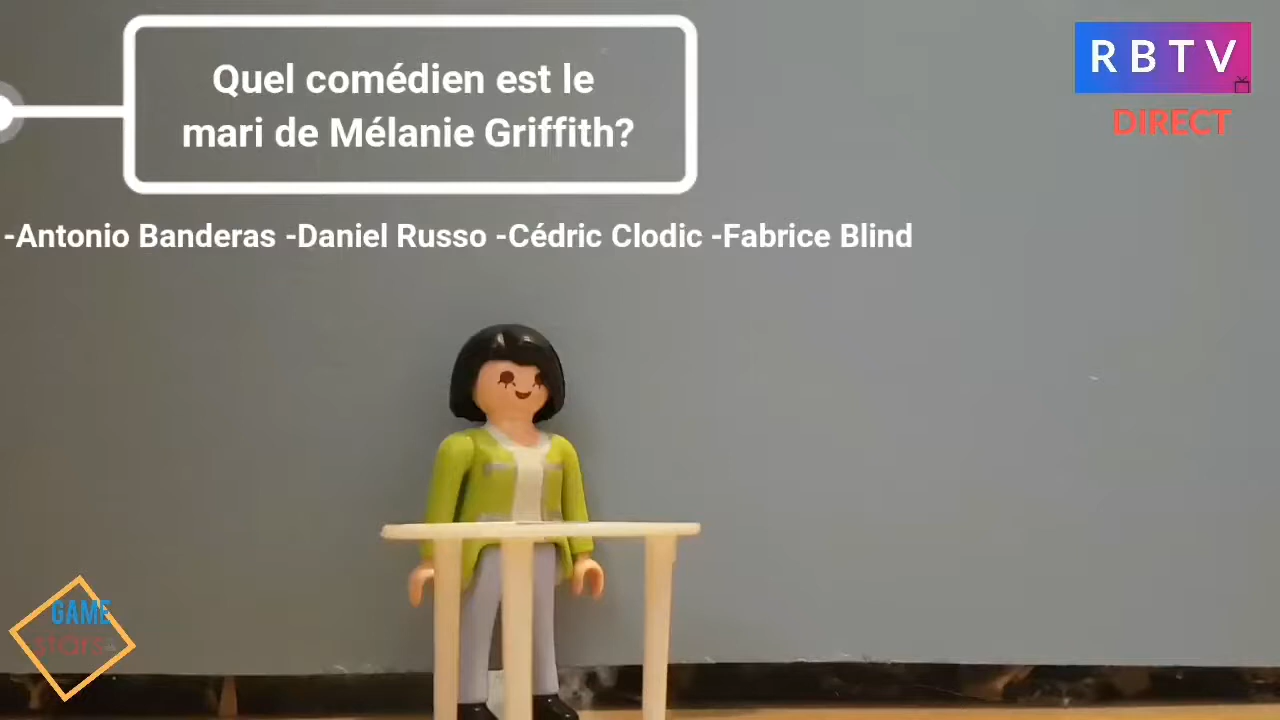 Quel comédien est le
mari de Mélanie Griffith?
-Antonio Banderas -Daniel Russo -Cédric Clodic -Fabrice Blind
RBTV
DIRECT
GAME
stars